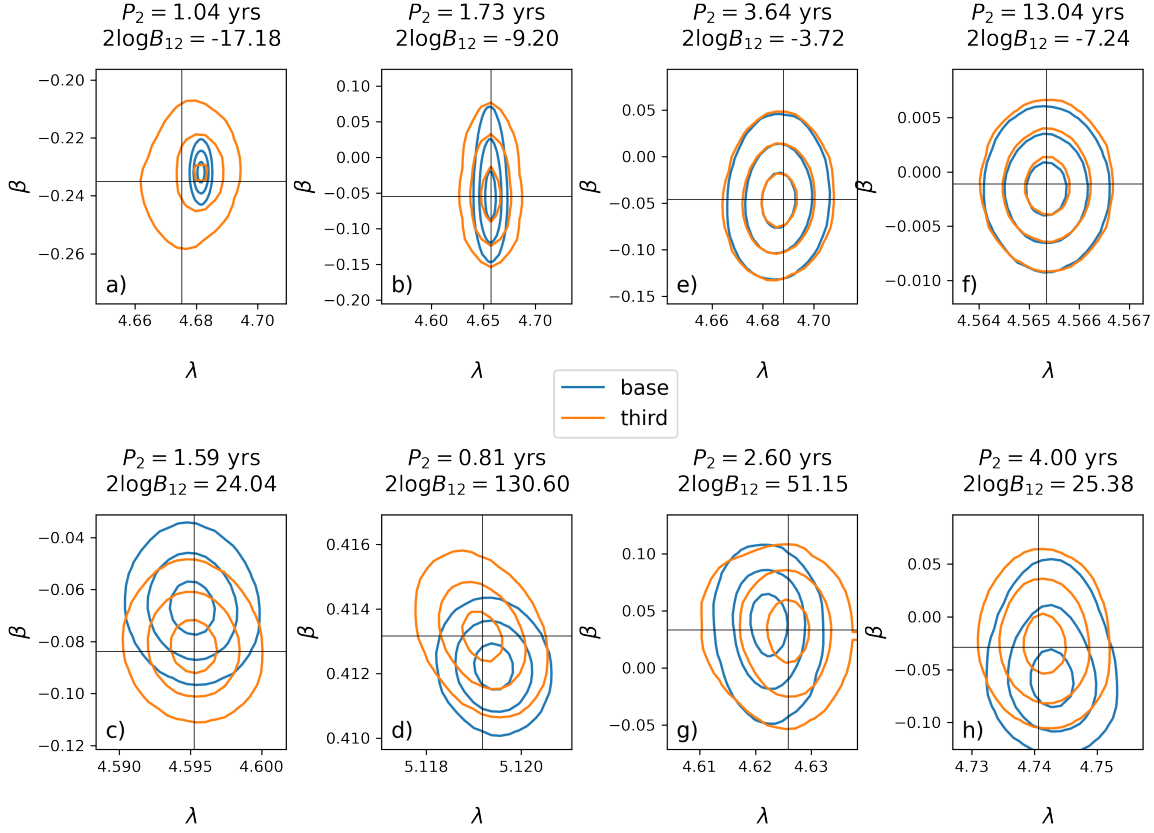 P₂ = 1.04 yrs
2logB₁₂ = -17.18
P₂ = 1.73 yrs
2logB₁₂ = -9.20
P₂ = 3.64 yrs
2logB₁₂ = -3.72
P₂ = 13.04 yrs
2logB₁₂ = -7.24
−0.20
−0.22
−0.24
−0.26
β
a)
4.66 4.68 4.70
λ
0.10
0.05
0.00
−0.05
−0.10
−0.15
−0.20
β
b)
4.60 4.65 4.70
λ
0.05
0.00
−0.05
−0.10
−0.15
β
e)
4.66 4.68 4.70
λ
0.005
0.000
−0.005
−0.010
β
f)
4.564 4.565 4.566 4.567
λ
base
third
P₂ = 1.59 yrs
2logB₁₂ = 24.04
P₂ = 0.81 yrs
2logB₁₂ = 130.60
P₂ = 2.60 yrs
2logB₁₂ = 51.15
P₂ = 4.00 yrs
2logB₁₂ = 25.38
−0.04
−0.06
−0.08
−0.10
−0.12
β
c)
4.590 4.595 4.600
λ
0.416
0.414
0.412
0.410
β
d)
5.118 5.120
λ
0.10
0.05
0.00
−0.05
β
g)
4.61 4.62 4.63
λ
0.05
0.00
−0.05
−0.10
β
h)
4.73 4.74 4.75
λ